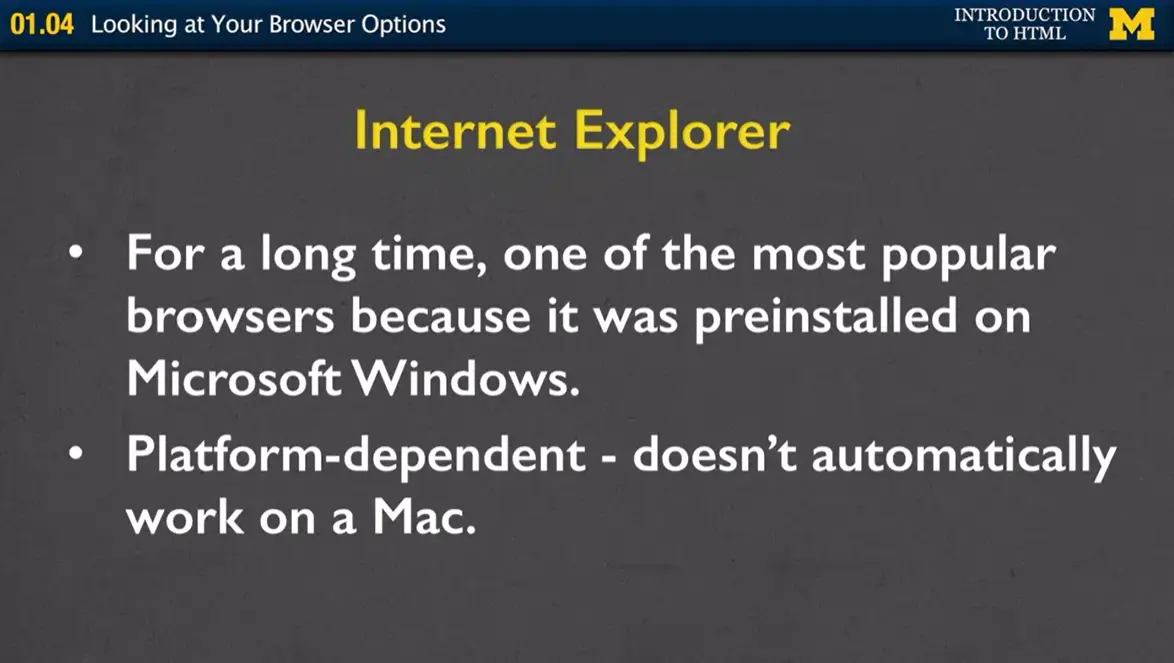 01.04 Looking at Your Browser Options
INTRODUCTION
TO HTML
M
Internet Explorer
• For a long time, one of the most popular
browsers because it was preinstalled on
Microsoft Windows.
• Platform-dependent - doesn’t automatically
work on a Mac.